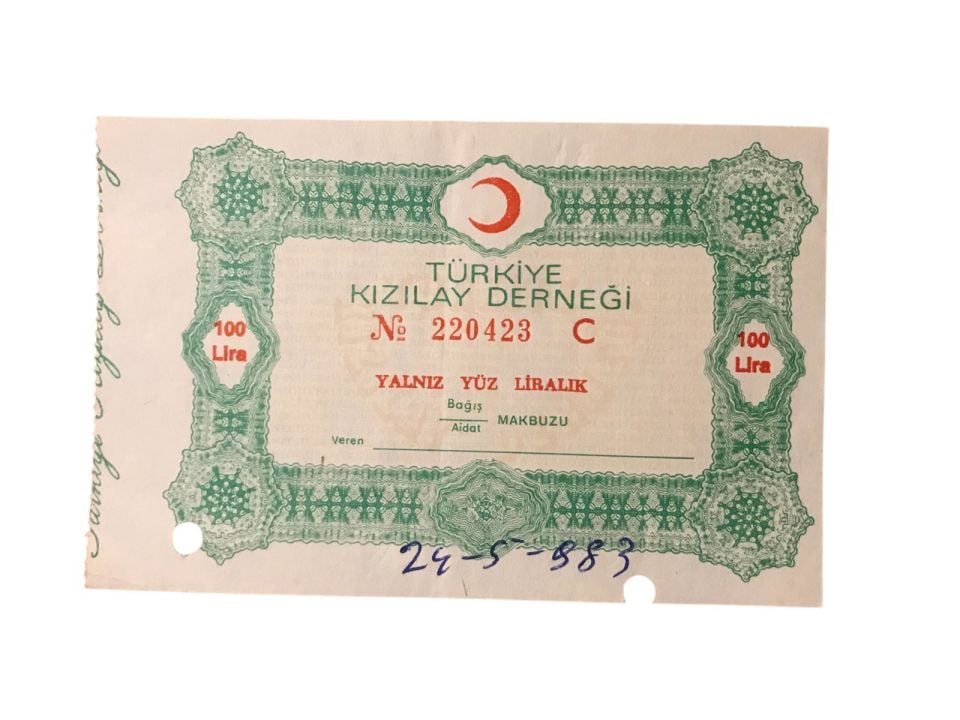 TÜRKİYE
KIZILAY DERNEĞİ
№ 220423 C
100
Lira
100
Lira
YALNIZ YÜZ LİRALIK
Bağış
Aidat
MAKBUZU
Veren
24-5-983